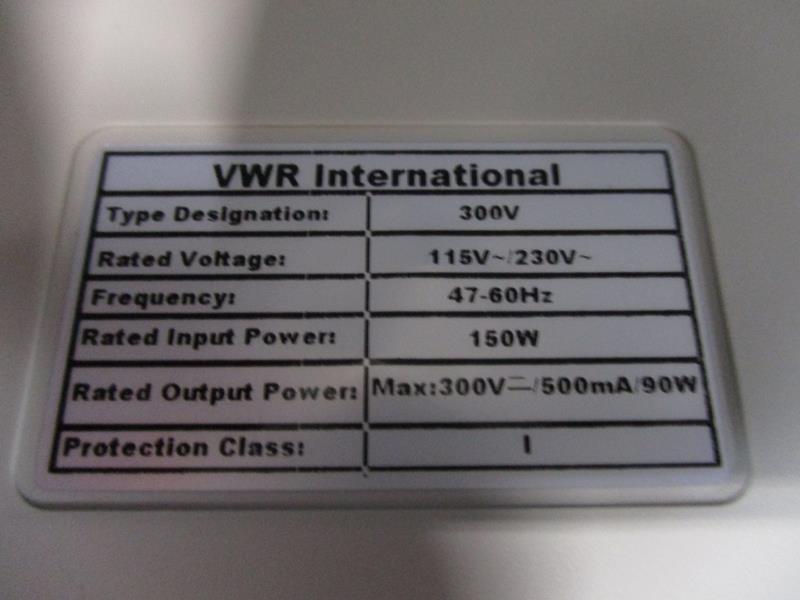 VWR International
Type Designation: 300V
Rated Voltage: 115V~/230V~
Frequency: 47-60Hz
Rated Input Power: 150W
Rated Output Power: Max:300V⎓/500mA/90W
Protection Class: I